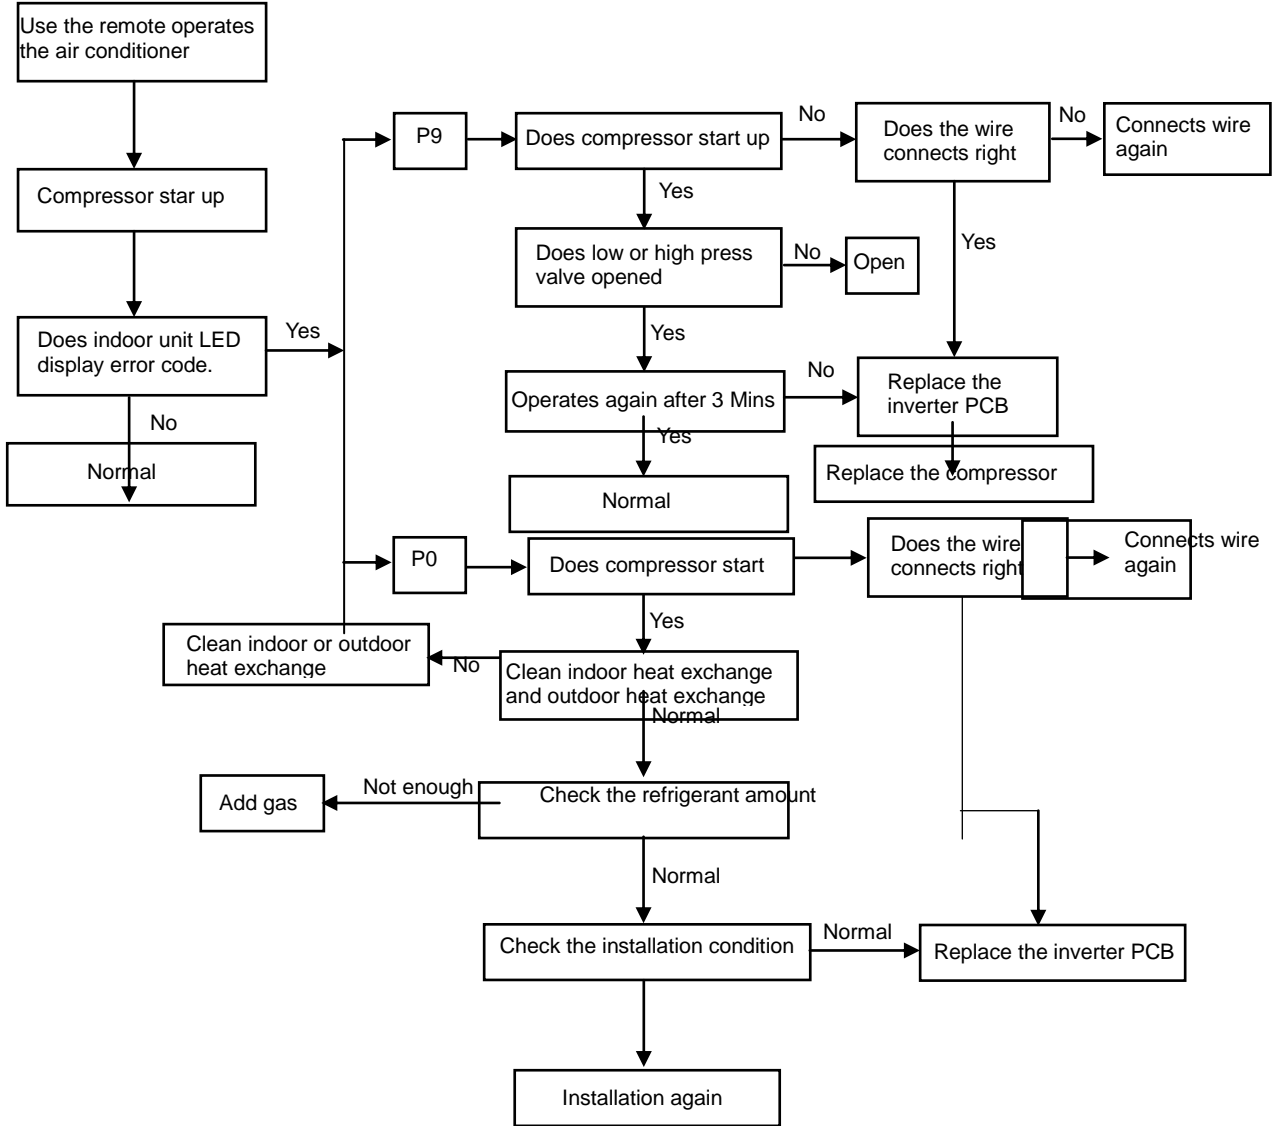 Use the remote operates
the air conditioner
Compressor star up
Does indoor unit LED
display error code.
Yes
No
Normal
P9
Does compressor start up
No
Does the wire
connects right
No
Connects wire
again
Yes
Yes
Does low or high press
valve opened
No
Open
Yes
Operates again after 3 Mins
No
Replace the
inverter PCB
Yes
Replace the compressor
Normal
P0
Does compressor start
Does the wire
connects right
Connects wire
again
Yes
Clean indoor or outdoor
heat exchange
No
Clean indoor heat exchange
and outdoor heat exchange
Normal
Add gas
Not enough
Check the refrigerant amount
Normal
Check the installation condition
Normal
Replace the inverter PCB
Installation again